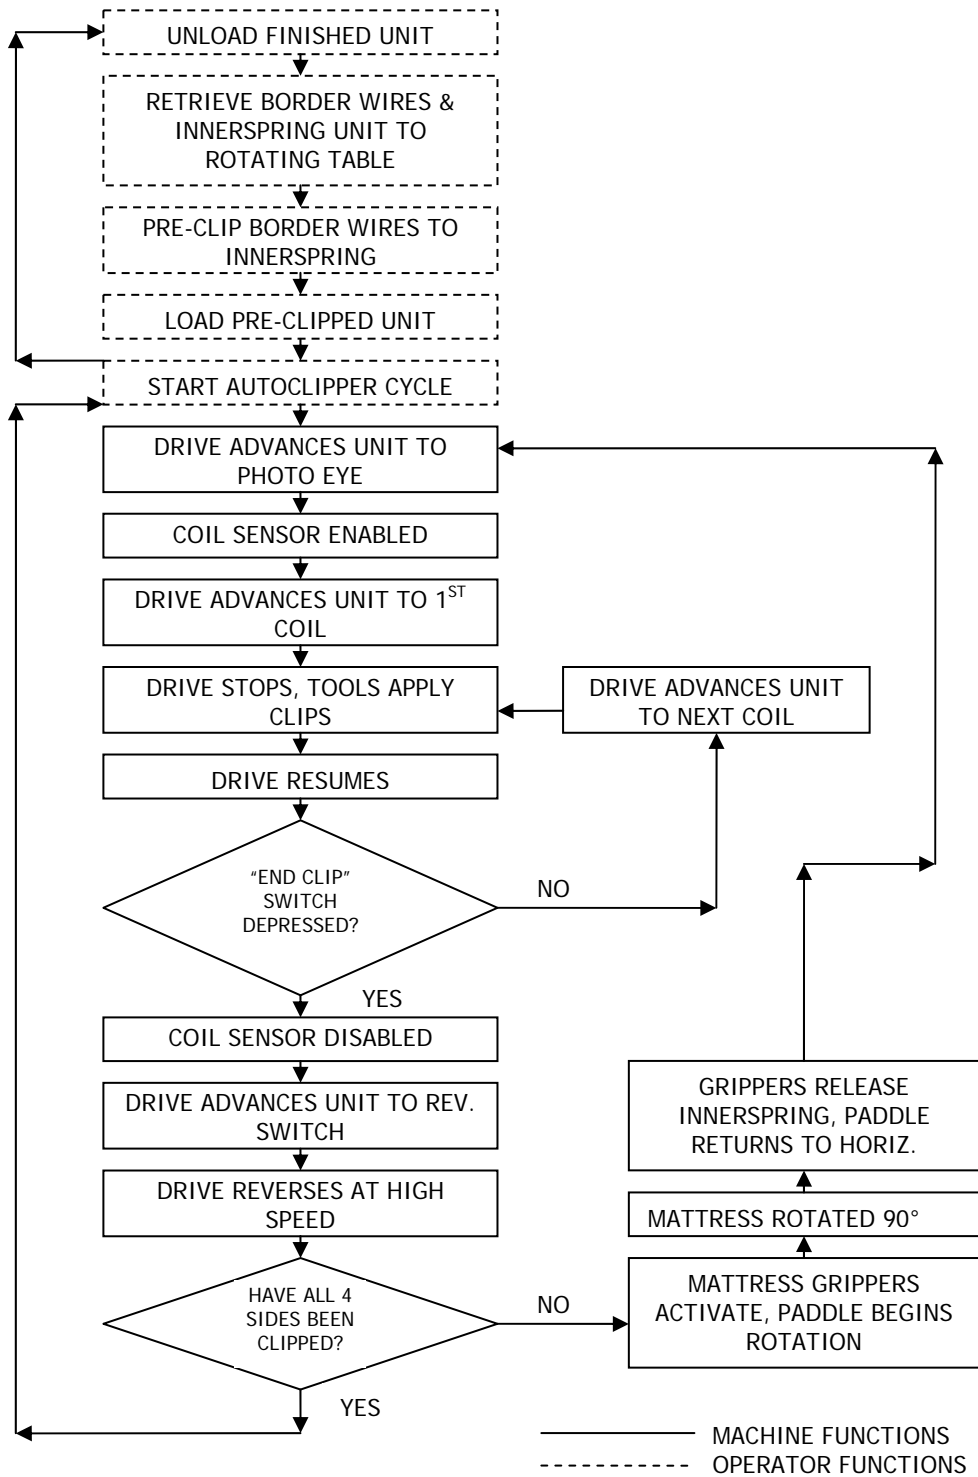 UNLOAD FINISHED UNIT
RETRIEVE BORDER WIRES &
INNERSPRING UNIT TO
ROTATING TABLE
PRE-CLIP BORDER WIRES TO
INNERSPRING
LOAD PRE-CLIPPED UNIT
START AUTOCLIPPER CYCLE
DRIVE ADVANCES UNIT TO
PHOTO EYE
COIL SENSOR ENABLED
DRIVE ADVANCES UNIT TO 1ST
COIL
DRIVE STOPS, TOOLS APPLY
CLIPS
DRIVE ADVANCES UNIT
TO NEXT COIL
DRIVE RESUMES
“END CLIP”
SWITCH
DEPRESSED?
NO
YES
COIL SENSOR DISABLED
DRIVE ADVANCES UNIT TO REV.
SWITCH
DRIVE REVERSES AT HIGH
SPEED
HAVE ALL 4
SIDES BEEN
CLIPPED?
NO
YES
GRIPPERS RELEASE
INNERSPRING, PADDLE
RETURNS TO HORIZ.
MATTRESS ROTATED 90°
MATTRESS GRIPPERS
ACTIVATE, PADDLE BEGINS
ROTATION
MACHINE FUNCTIONS
OPERATOR FUNCTIONS